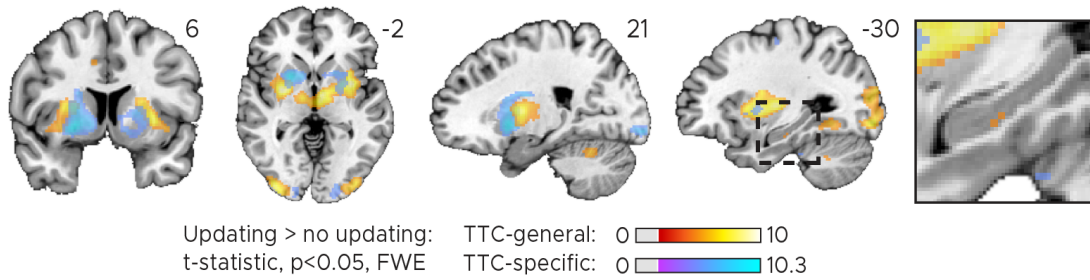 6
-2
21
-30
Updating > no updating:
t-statistic, p<0.05, FWE
TTC-general: 0 10
TTC-specific: 0 10.3